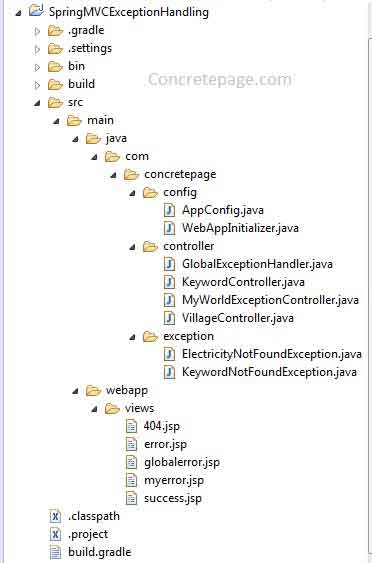 SpringMVCExceptionHandling
.gradle
.settings
bin
Concretepage.com
build
src
main
java
com
concretepage
config
AppConfig.java
WebAppInitializer.java
controller
GlobalExceptionHandler.java
KeywordController.java
MyWorldExceptionController.java
VillageController.java
exception
ElectricityNotFoundException.java
KeywordNotFoundException.java
webapp
views
404.jsp
error.jsp
globalerror.jsp
myerror.jsp
success.jsp
.classpath
.project
build.gradle